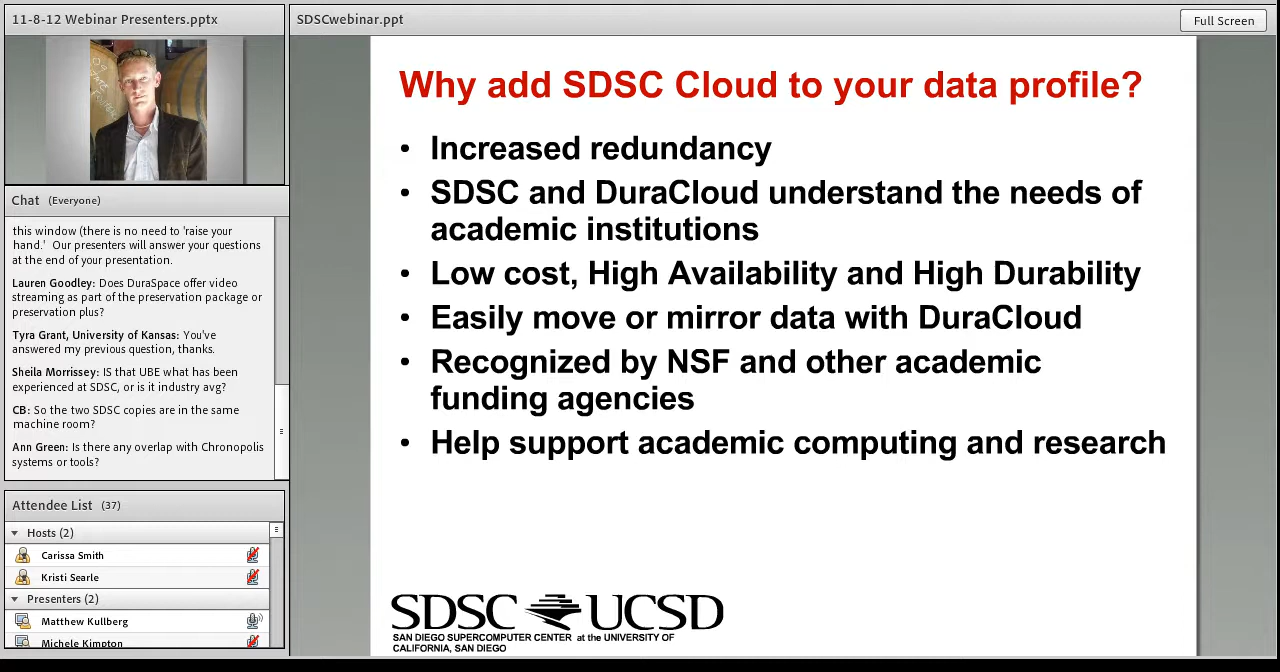 11-8-12 Webinar Presenters.pptx
Chat (Everyone)
this window (there is no need to 'raise your
hand.' Our presenters will answer your questions
at the end of your presentation.
Lauren Goodley: Does DuraSpace offer video
streaming as part of the preservation package or
preservation plus?
Tyra Grant, University of Kansas: You've
answered my previous question, thanks.
Sheila Morrissey: IS that UBE what has been
experienced at SDSC, or is it industry avg?
CB: So the two SDSC copies are in the same
machine room?
Ann Green: Is there any overlap with Chronopolis
systems or tools?
Attendee List (37)
Hosts (2)
Carissa Smith
Kristi Searle
Presenters (2)
Matthew Kullberg
Michele Kimpton
SDSCwebinar.ppt
Full Screen
Why add SDSC Cloud to your data profile?
• Increased redundancy
• SDSC and DuraCloud understand the needs of
academic institutions
• Low cost, High Availability and High Durability
• Easily move or mirror data with DuraCloud
• Recognized by NSF and other academic
funding agencies
• Help support academic computing and research
SDSC UCSD
SAN DIEGO SUPERCOMPUTER CENTER at the UNIVERSITY OF
CALIFORNIA, SAN DIEGO